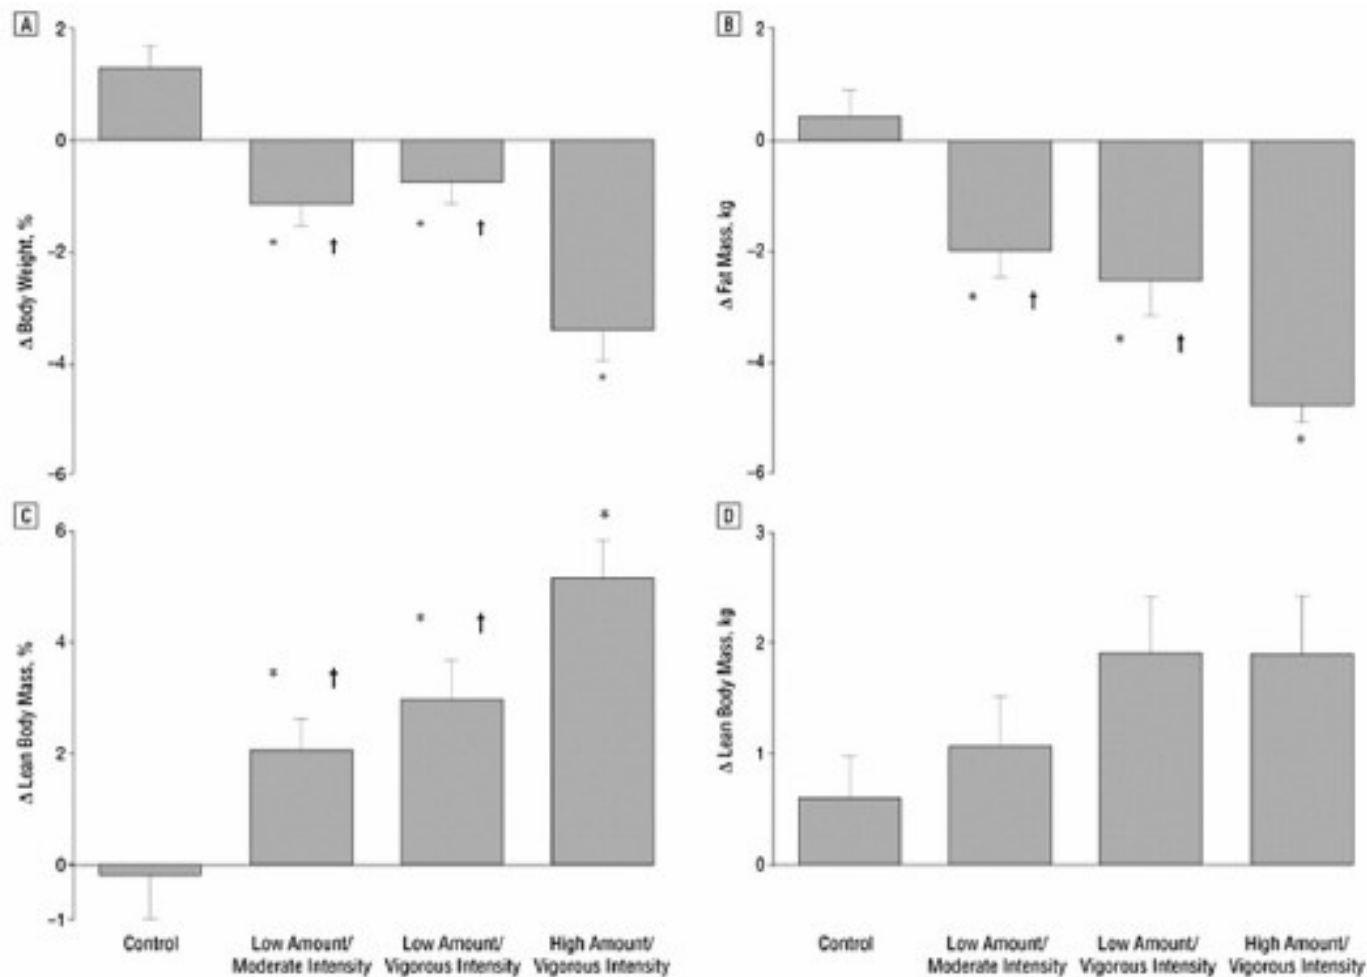 A
2
0
−2
−4
−6
Δ Body Weight, %
*
†
*
†
*
B
2
0
−2
−4
−6
Δ Fat Mass, kg
*
†
*
†
*
C
6
4
2
0
−1
Δ Lean Body Mass, %
*
†
*
†
*
Control
Low Amount/
Moderate Intensity
Low Amount/
Vigorous Intensity
High Amount/
Vigorous Intensity
D
3
2
1
0
Δ Lean Body Mass, kg
Control
Low Amount/
Moderate Intensity
Low Amount/
Vigorous Intensity
High Amount/
Vigorous Intensity